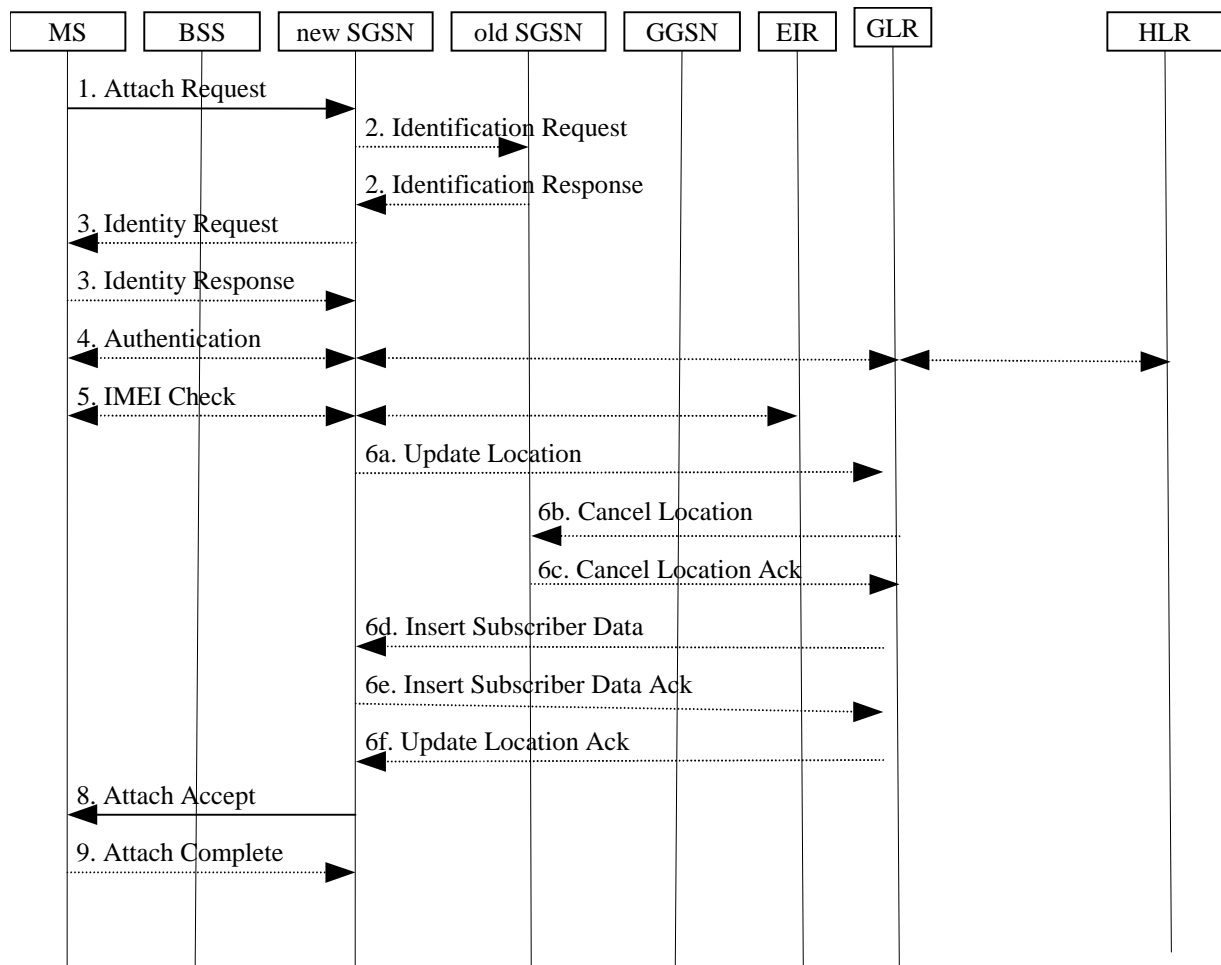 MS
BSS
new SGSN
old SGSN
GGSN
EIR
GLR
HLR
1. Attach Request
2. Identification Request
2. Identification Response
3. Identity Request
3. Identity Response
4. Authentication
5. IMEI Check
6a. Update Location
6b. Cancel Location
6c. Cancel Location Ack
6d. Insert Subscriber Data
6e. Insert Subscriber Data Ack
6f. Update Location Ack
8. Attach Accept
9. Attach Complete